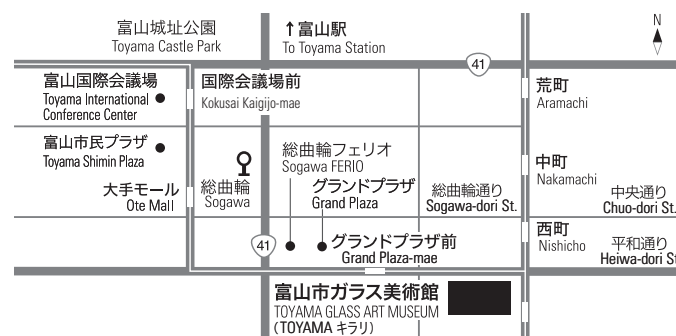 富山城址公園
Toyama Castle Park
↑富山駅
To Toyama Station
N
41
富山国際会議場
Toyama International
Conference Center
国際会議場前
Kokusai Kaigijo-mae
荒町
Aramachi
富山市民プラザ
Toyama Shimin Plaza
総曲輪フェリオ
Sogawa FERIO
中町
Nakamachi
大手モール
Ote Mall
総曲輪
Sogawa
グランドプラザ
Grand Plaza
総曲輪通り
Sogawa-dori St.
中央通り
Chuo-dori St.
西町
Nishicho
41
グランドプラザ前
Grand Plaza-mae
平和通り
Heiwa-dori St
富山市ガラス美術館
TOYAMA GLASS ART MUSEUM
(TOYAMA キラリ)